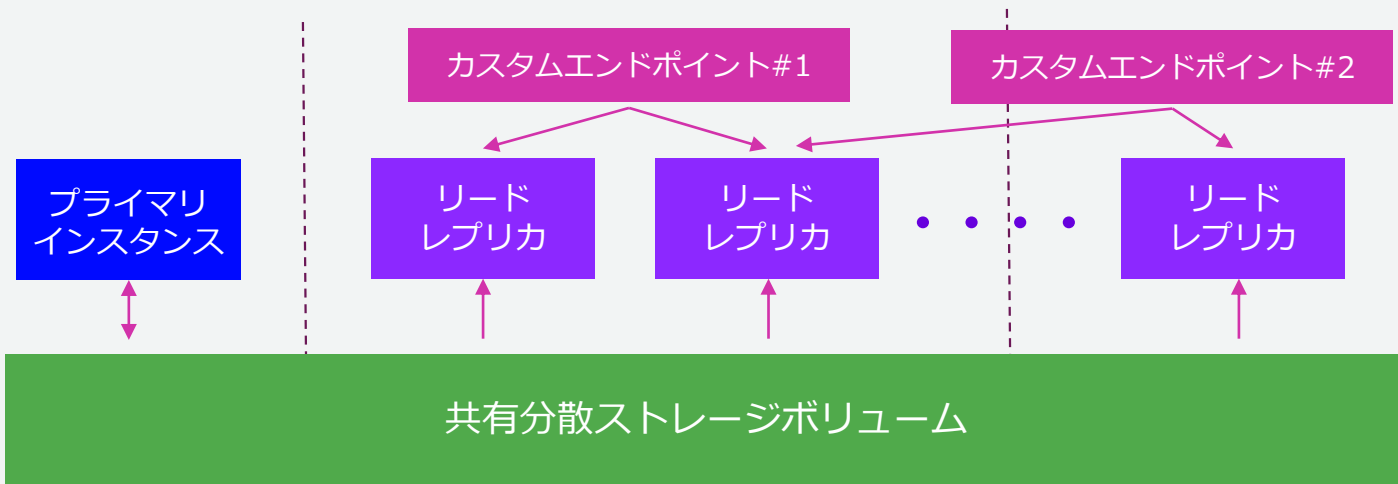 カスタムエンドポイント#1
カスタムエンドポイント#2
プライマリ
インスタンス
リード
レプリカ
リード
レプリカ
リード
レプリカ
共有分散ストレージボリューム